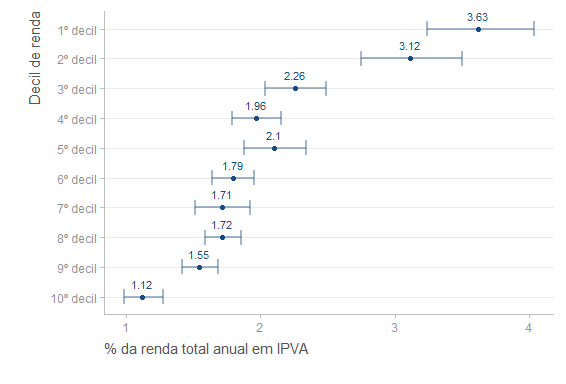 Decil de renda
1º decil
3.63
2º decil
3.12
3º decil
2.26
4º decil
1.96
5º decil
2.1
6º decil
1.79
7º decil
1.71
8º decil
1.72
9º decil
1.55
10º decil
1.12
1 2 3 4
% da renda total anual em IPVA